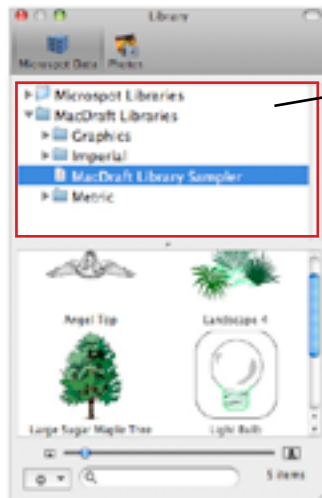 Library
Microspot Data Photos
Microspot Libraries
MacDraft Libraries
Graphics
Imperial
MacDraft Library Sampler
Metric
Angel Top Landscape 4
Large Sugar Maple Tree Light Bulb
5 items